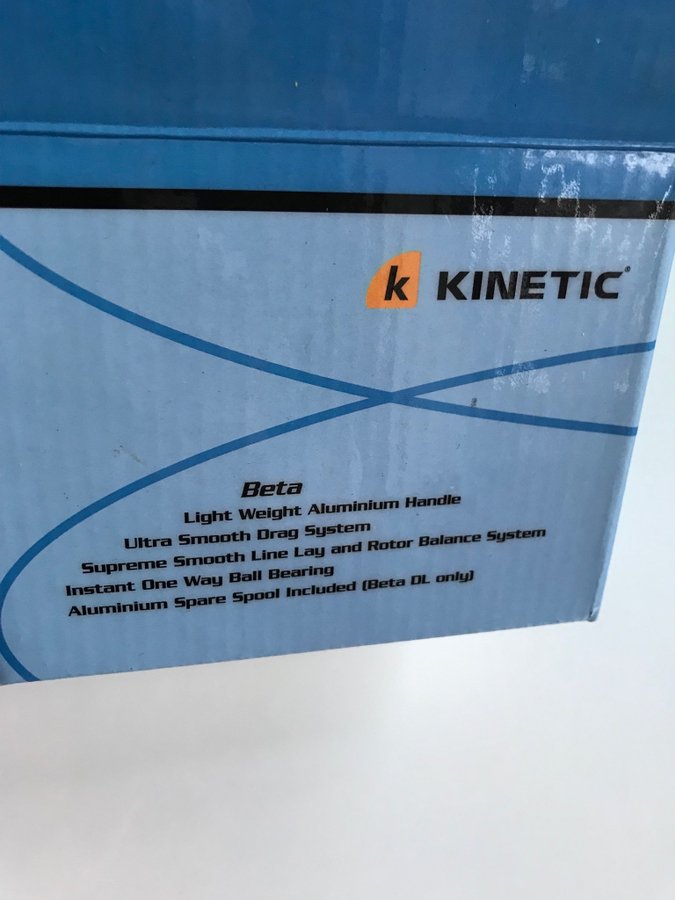 k KINETIC®
Beta
Light Weight Aluminium Handle
Ultra Smooth Drag System
Supreme Smooth Line Lay and Rotor Balance System
Instant One Way Ball Bearing
Aluminium Spare Spool Included (Beta DL only)